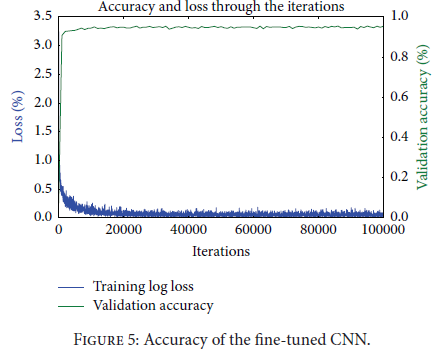 Accuracy and loss through the iterations
3.5
3.0
2.5
2.0
1.5
1.0
0.5
0.0
Loss (%)
1.0
0.8
0.6
0.4
0.2
0.0
Validation accuracy (%)
0 20000 40000 60000 80000 100000
Iterations
Training log loss
Validation accuracy
FIGURE 5: Accuracy of the fine-tuned CNN.